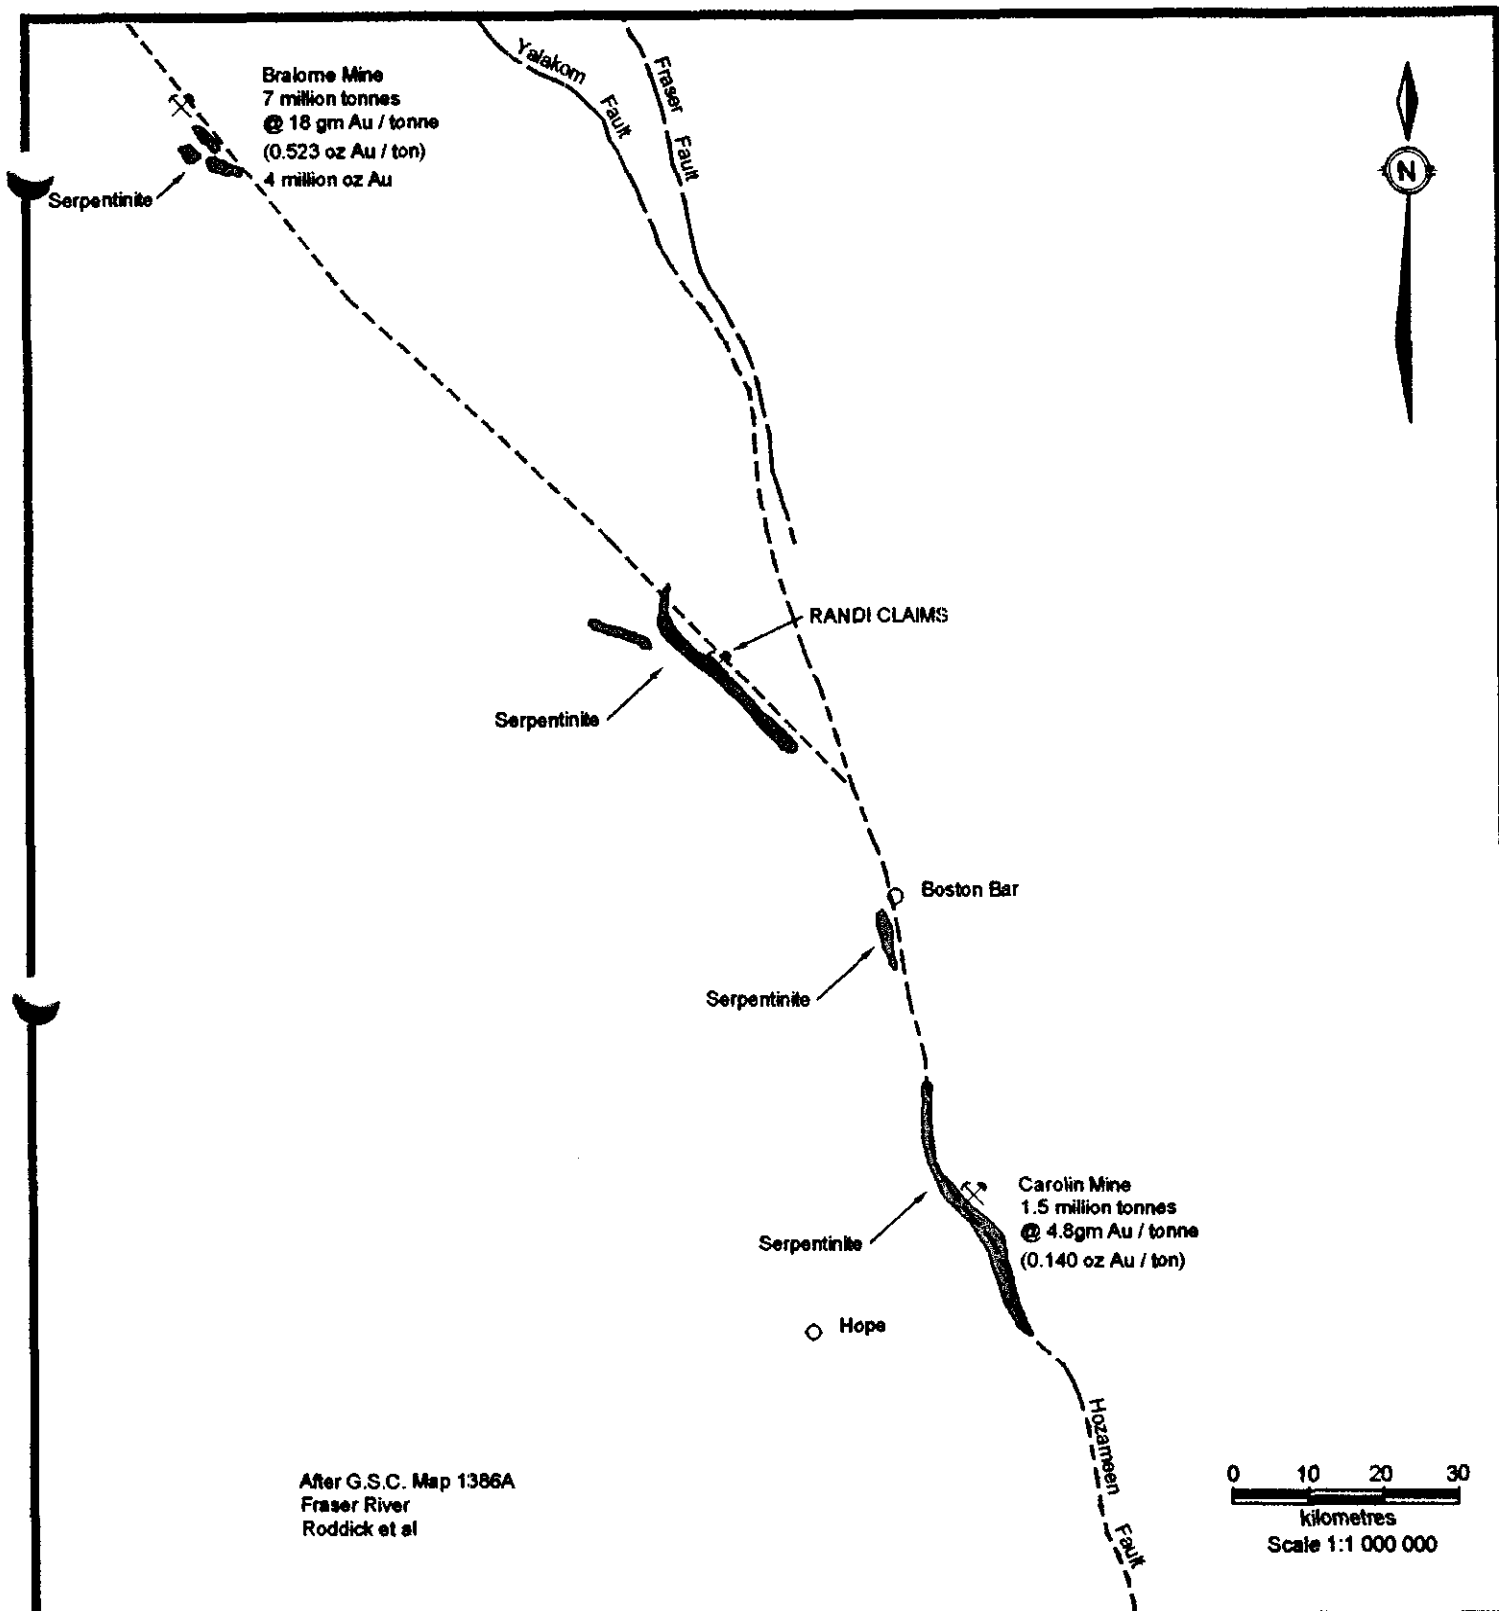 Yalakom
Fault
Fraser
Fault
Bralorne Mine
7 million tonnes
@ 18 gm Au / tonne
(0.523 oz Au / ton)
4 million oz Au
Serpentinite
N
RANDI CLAIMS
Serpentinite
Boston Bar
Serpentinite
Carolin Mine
1.5 million tonnes
@ 4.8gm Au / tonne
(0.140 oz Au / ton)
Serpentinite
Hope
Hozameen
Fault
After G.S.C. Map 1386A
Fraser River
Roddick et al
0 10 20 30
kilometres
Scale 1:1 000 000